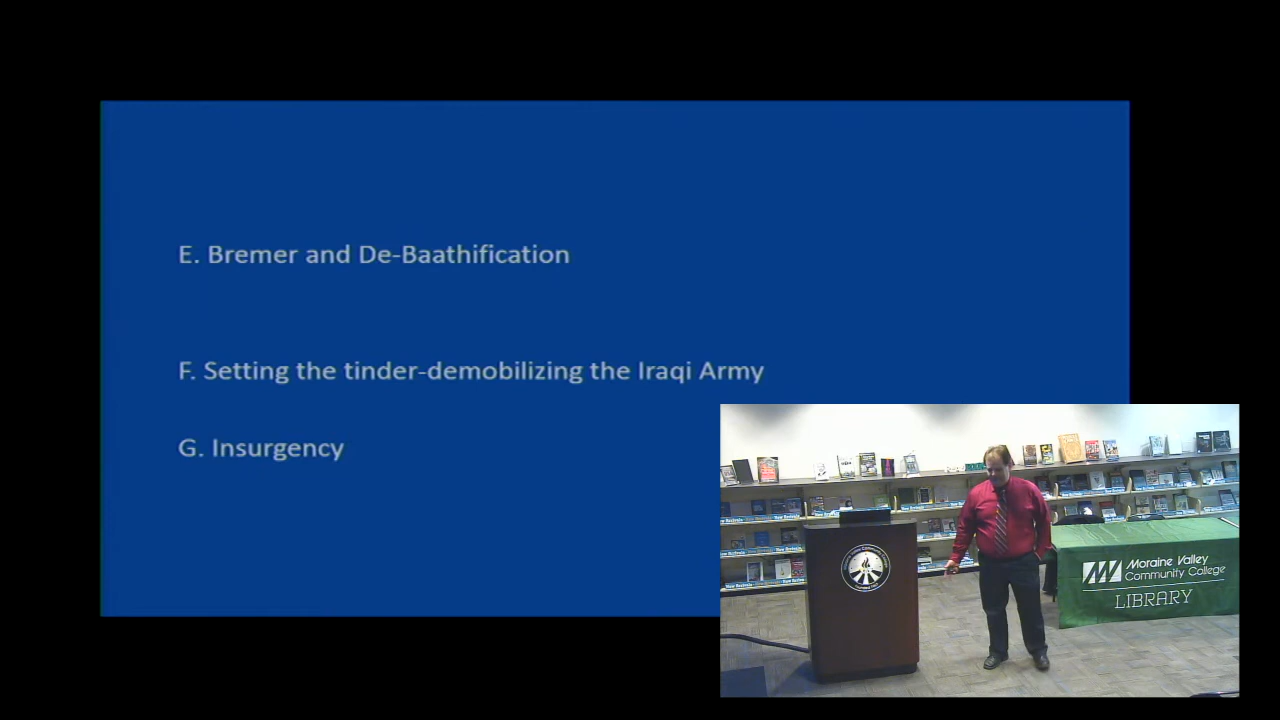 E. Bremer and De-Baathification
F. Setting the tinder-demobilizing the Iraqi Army
G. Insurgency
Moraine Valley
Community College
LIBRARY